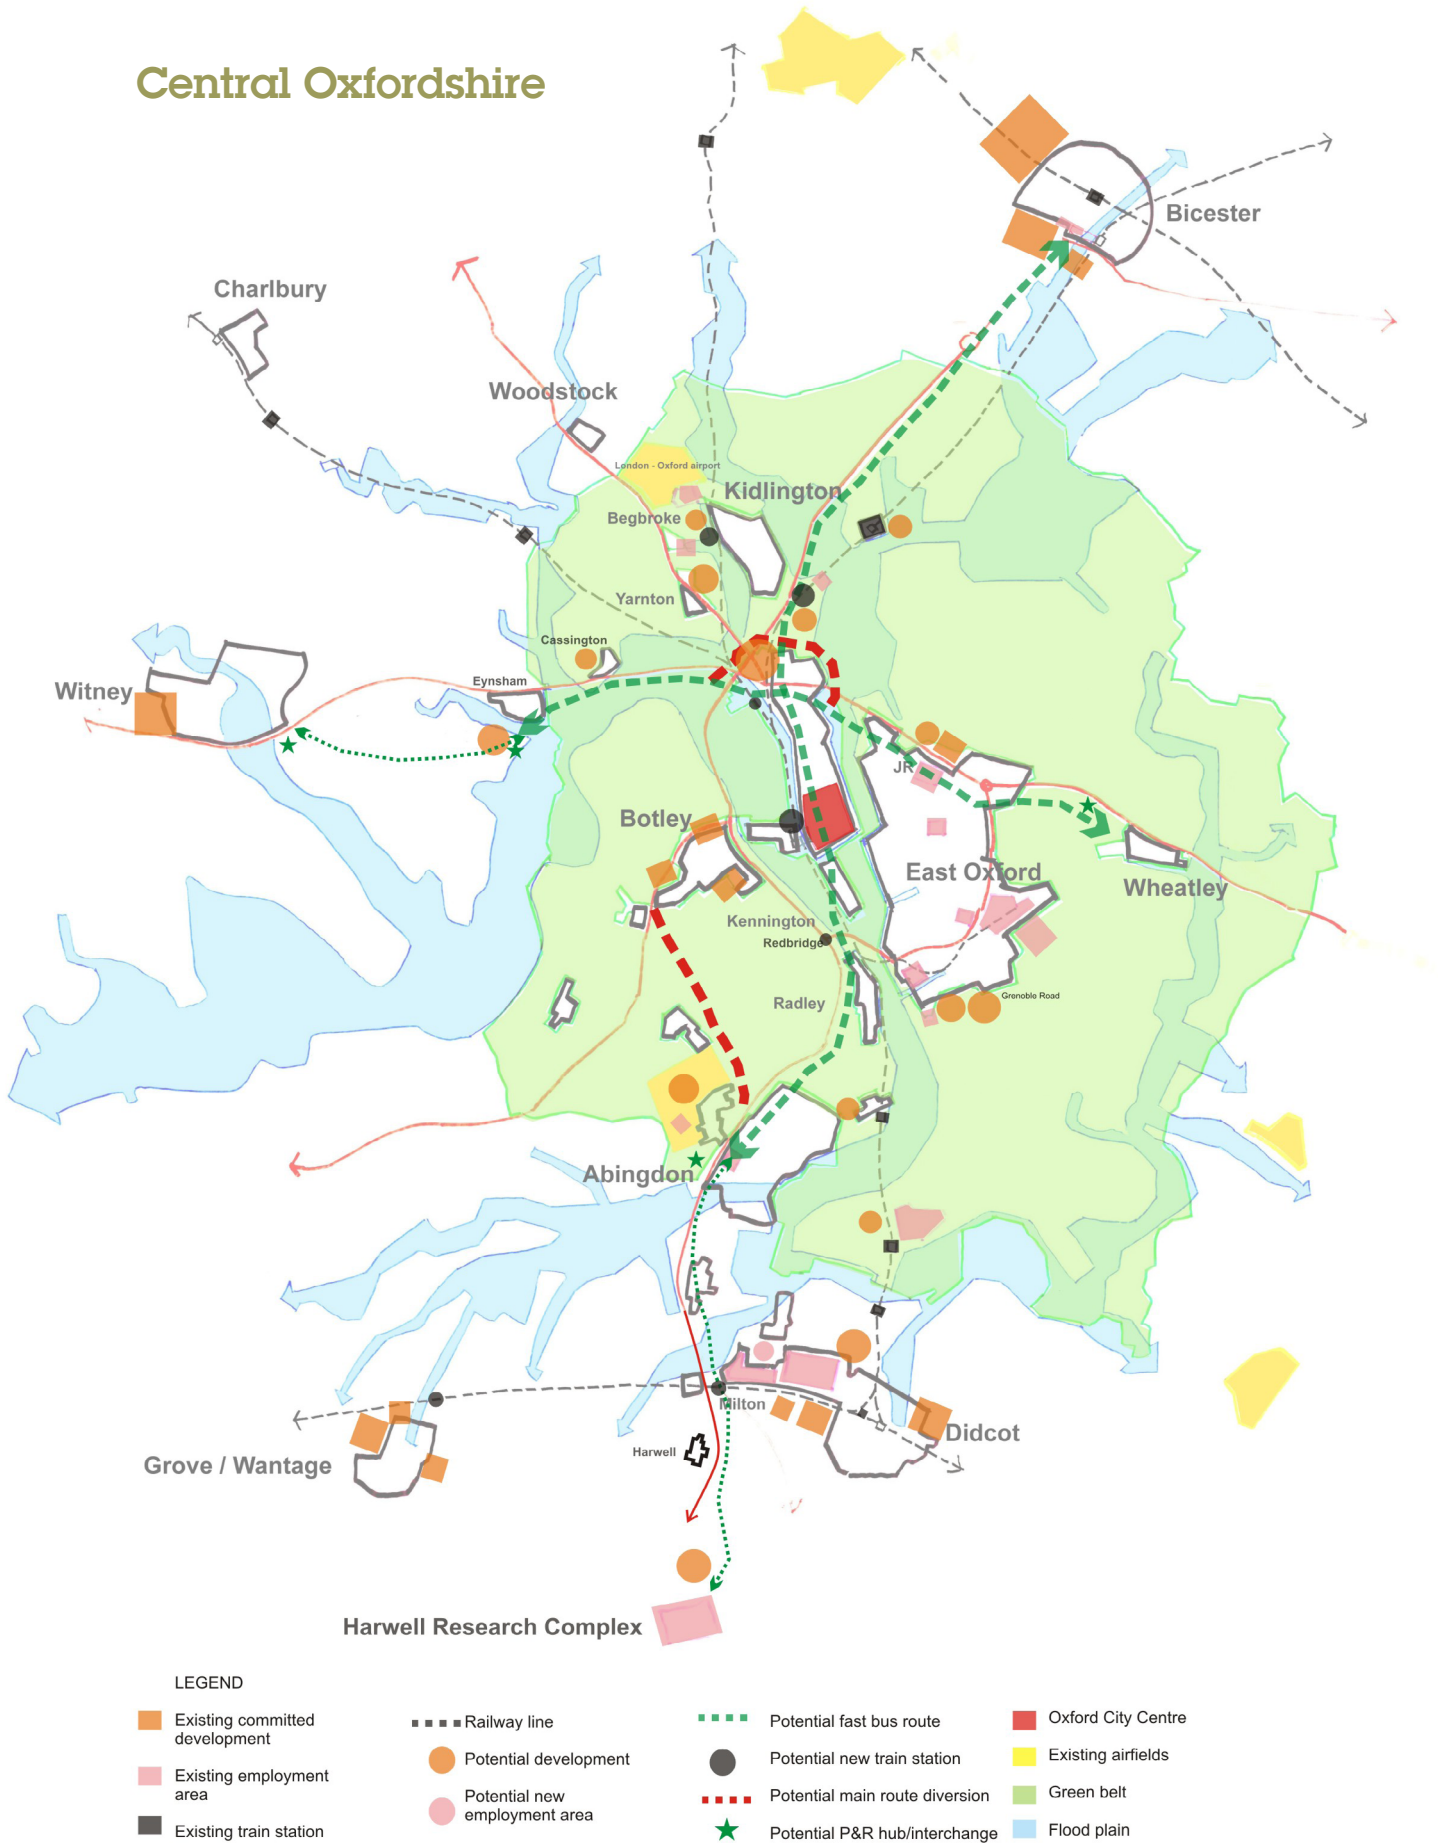 Central Oxfordshire
Bicester
Charlbury
Woodstock
London - Oxford airport
Kidlington
Begbroke
Yarnton
Cassington
Eynsham
Witney
JR
Botley
East Oxford
Wheatley
Kennington
Redbridge
Radley
Grenoble Road
Abingdon
Milton
Didcot
Harwell
Grove / Wantage
Harwell Research Complex
LEGEND
Existing committed
development
Existing employment
area
Existing train station
Railway line
Potential development
Potential new
employment area
Potential fast bus route
Potential new train station
Potential main route diversion
Potential P&R hub/interchange
Oxford City Centre
Existing airfields
Green belt
Flood plain